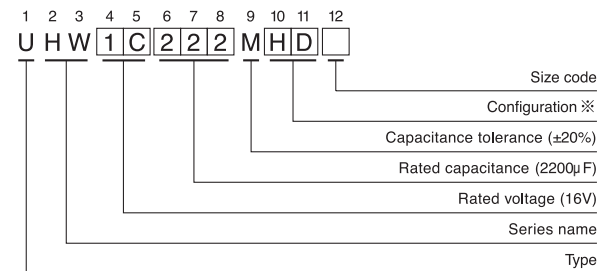 1 2 3 4 5 6 7 8 9 10 11 12
U H W 1 C 2 2 2 M H D
Size code
Configuration ※
Capacitance tolerance (±20%)
Rated capacitance (2200µF)
Rated voltage (16V)
Series name
Type